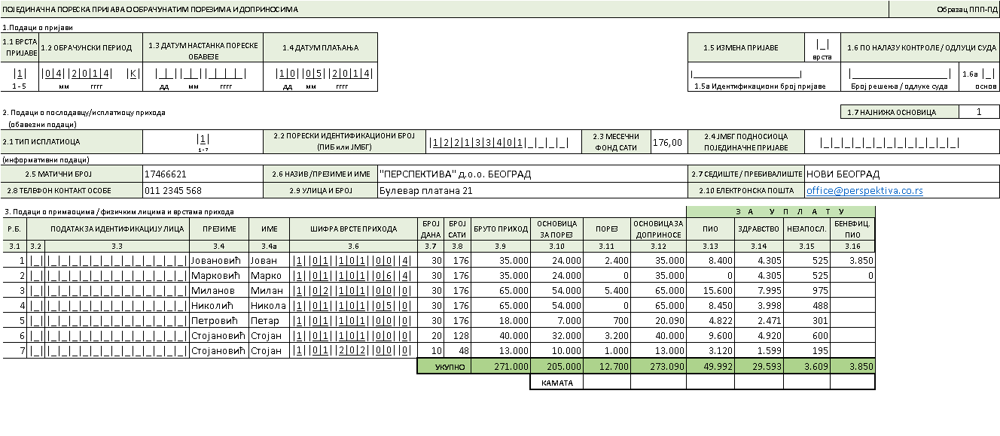 ПОЈЕДИНАЧНА ПОРЕСКА ПРИЈАВА О ОБРАЧУНАТИМ ПОРЕЗИМА И ДОПРИНОСИМА Образац ППП-ПД
1.Подаци о пријави
1.1 ВРСТА ПРИЈАВЕ 1.2 ОБРАЧУНСКИ ПЕРИОД 1.3 ДАТУМ НАСТАНКА ПОРЕСКЕ ОБАВЕЗЕ 1.4 ДАТУМ ПЛАЋАЊА 1.5 ИЗМЕНА ПРИЈАВЕ |_| врста 1.6 ПО НАЛАЗУ КОНТРОЛЕ / ОДЛУЦИ СУДА
|1| |0 4| |2|0|1|4| |К| |_|_| |_|_| |_|_|_|_| |1|0| |0|5| |2|0|1|4| 1.6а |_|
1 - 5 мм гггг дд мм гггг дд мм гггг 1.5а Идентификациони број пријаве Број решења / одлуке суда основ
2. Подаци о послодавцу/исплатиоцу прихода 1.7 НАЈНИЖА ОСНОВИЦА 1
(обавезни подаци)
2.1 ТИП ИСПЛАТИОЦА |1| 1 - 7 2.2 ПОРЕСКИ ИДЕНТИФИКАЦИОНИ БРОЈ (ПИБ или ЈМБГ) |1|2|2|1|3|3|4|0|1|_|_|_|_| 2.3 МЕСЕЧНИ ФОНД САТИ 176,00 2.4 ЈМБГ ПОДНОСИОЦА ПОЈЕДИНАЧНЕ ПРИЈАВЕ |_|_|_|_|_|_|_|_|_|_|_|_|_|
(информативни подаци)
2.5 МАТИЧНИ БРОЈ 17466621 2.6 НАЗИВ /ПРЕЗИМЕ И ИМЕ "ПЕРСПЕКТИВА" д.о.о. БЕОГРАД 2.7 СЕДИШТЕ / ПРЕБИВАЛИШТЕ НОВИ БЕОГРАД
2.8 ТЕЛЕФОН КОНТАКТ ОСОБЕ 011 2345 568 2.9 УЛИЦА И БРОЈ Булевар платана 21 2.10 ЕЛЕКТРОНСКА ПОШТА office@perspektiva.co.rs
3. Подаци о примаоцима / физичким лицима и врстама прихода З А У П Л А Т У
Р.Б. ПОДАТАК ЗА ИДЕНТИФИКАЦИЈУ ЛИЦА ПРЕЗИМЕ ИМЕ ШИФРА ВРСТЕ ПРИХОДА БРОЈ ДАНА БРОЈ САТИ БРУТО ПРИХОД ОСНОВИЦА ЗА ПОРЕЗ ПОРЕЗ ОСНОВИЦА ЗА ДОПРИНОСЕ ПИО ЗДРАВСТВО НЕЗАПОСЛ. БЕНЕФИЦ. ПИО
3.1 3.2 3.3 3.4 3.4а 3.6 3.7 3.8 3.9 3.10 3.11 3.12 3.13 3.14 3.15 3.16
1 Јовановић Јован |1| |0|1| |1|0|1| |0|0| |4| 30 176 35.000 24.000 2.400 35.000 8.400 4.305 525 3.850
2 Марковић Марко |1| |0|1| |1|0|1| |0|6| |4| 30 176 35.000 24.000 0 35.000 0 4.305 525 0
3 Миланов Милан |1| |0|2| |1|0|1| |0|0| |0| 30 176 65.000 54.000 5.400 65.000 15.600 7.995 975
4 Николић Никола |1| |0|1| |1|0|1| |0|5| |0| 30 176 65.000 54.000 0 65.000 8.450 3.998 488
5 Петровић Петар |1| |0|1| |1|0|1| |0|0| |0| 30 176 18.000 7.000 700 20.090 4.822 2.471 301
6 Стојановић Стојан |1| |0|1| |1|0|1| |0|0| |0| 20 128 40.000 32.000 3.200 40.000 9.600 4.920 600
7 Стојановић Стојан |1| |0|1| |2|0|2| |0|0| |0| 10 48 13.000 10.000 1.000 13.000 3.120 1.599 195
УКУПНО 271.000 205.000 12.700 273.090 49.992 29.593 3.609 3.850
КАМАТА